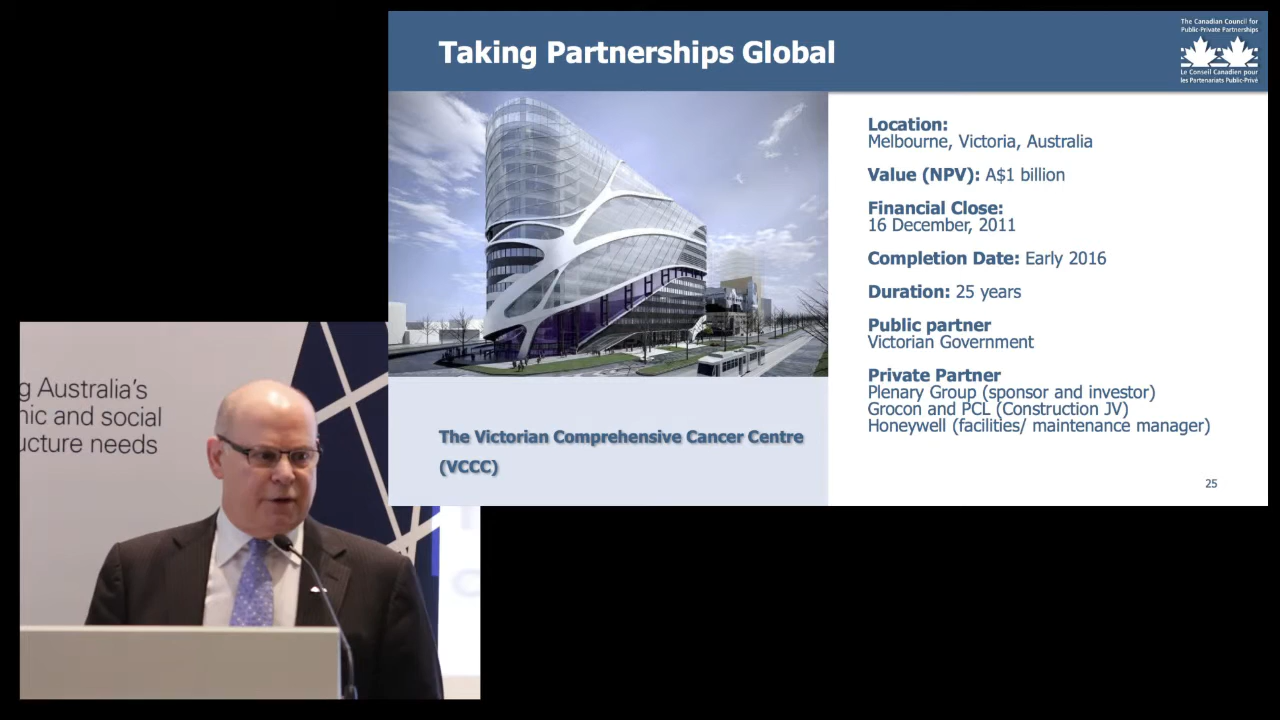 Taking Partnerships Global
The Canadian Council for
Public-Private Partnerships
Le Conseil Canadien pour
les Partenariats Public-Privé
Location:
Melbourne, Victoria, Australia
Value (NPV): A$1 billion
Financial Close:
16 December, 2011
Completion Date: Early 2016
Duration: 25 years
Public partner
Victorian Government
Private Partner
Plenary Group (sponsor and investor)
Grocon and PCL (Construction JV)
Honeywell (facilities/ maintenance manager)
The Victorian Comprehensive Cancer Centre
(VCCC)
25
g Australia's
nic and social
ucture needs